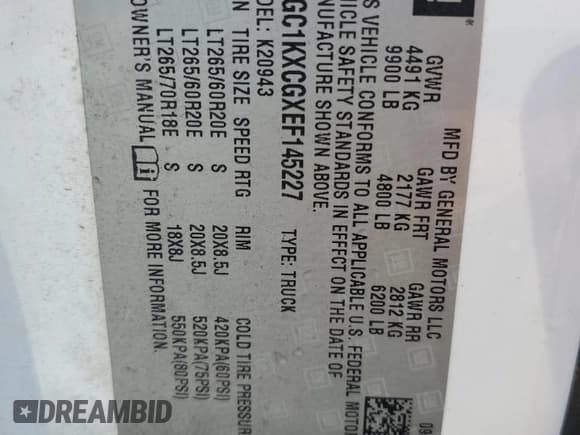 MFD BY GENERAL MOTORS LLC
GVWR GAWR FRT GAWR RR
4491 KG 2177 KG 2812 KG
9900 LB 4800 LB 6200 LB
S VEHICLE CONFORMS TO ALL APPLICABLE U.S. FEDERAL MOTOR
HICLE SAFETY STANDARDS IN EFFECT ON THE DATE OF
NUFACTURE SHOWN ABOVE.
GC1KXCGXEF145227 TYPE: TRUCK
N: K20943
TIRE SIZE SPEED RTG RIM COLD TIRE PRESSUR
LT265/60R20E S 20X8.5J 420KPA(60PSI)
LT265/60R20E S 20X8.5J 520KPA(75PSI)
LT265/70R18E S 18X8J 550KPA(80PSI)
OWNER'S MANUAL FOR MORE INFORMATION.
09
DREAMBID